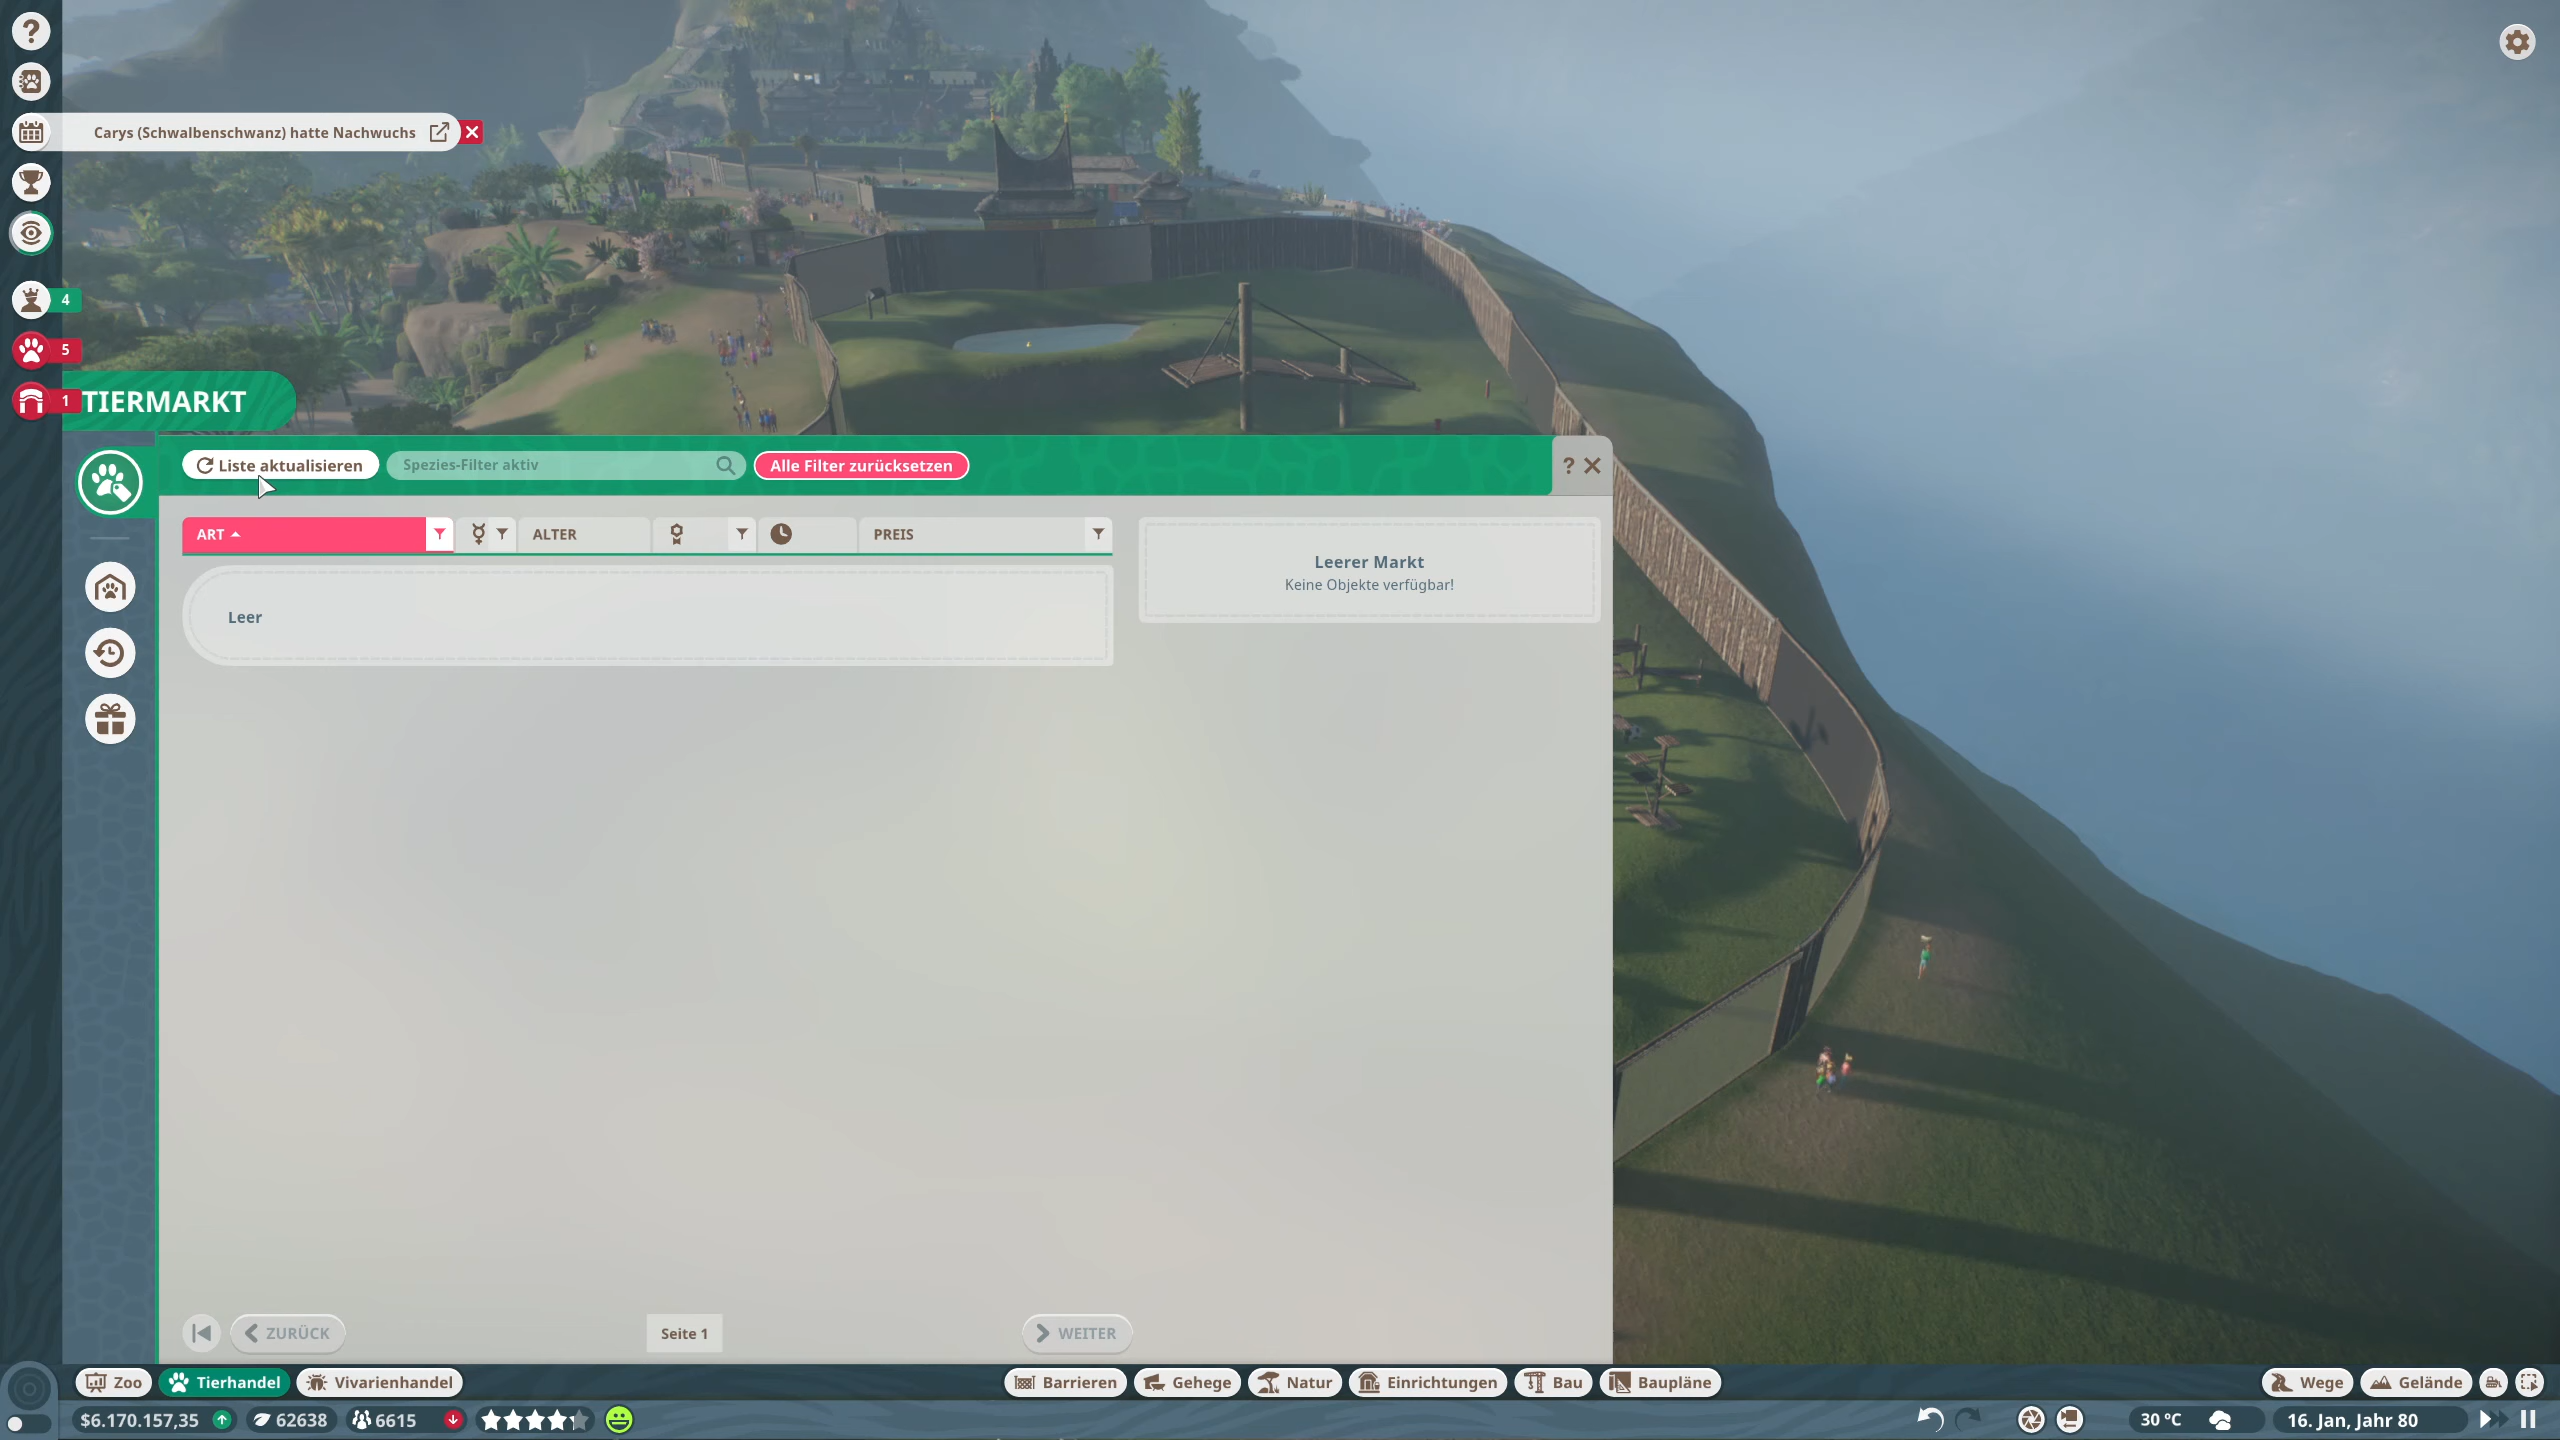 ?
Carys (Schwalbenschwanz) hatte Nachwuchs
4
5
1
TIERMARKT
Liste aktualisieren
Spezies-Filter aktiv
Alle Filter zurücksetzen
?
ART
ALTER
PREIS
Leer
Leerer Markt
Keine Objekte verfügbar!
ZURÜCK
Seite 1
WEITER
Zoo
Tierhandel
Vivarienhandel
Barrieren
Gehege
Natur
Einrichtungen
Bau
Baupläne
Wege
Gelände
$6.170.157,35
62638
6615
30 °C
16. Jan, Jahr 80